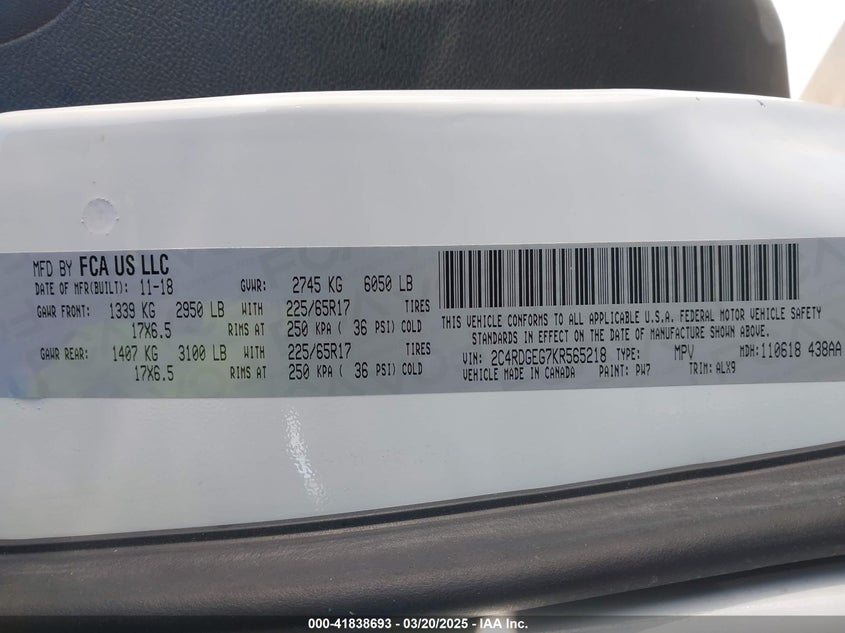 MFD BY FCA US LLC
DATE OF MFR(BUILT): 11-18 GVWR: 2745 KG 6050 LB
GAWR FRONT: 1339 KG 2950 LB WITH 225/65R17 TIRES
17X6.5 RIMS AT 250 KPA ( 36 PSI) COLD
GAWR REAR: 1407 KG 3100 LB WITH 225/65R17 TIRES
17X6.5 RIMS AT 250 KPA ( 36 PSI) COLD
THIS VEHICLE CONFORMS TO ALL APPLICABLE U.S.A. FEDERAL MOTOR VEHICLE SAFETY
STANDARDS IN EFFECT ON THE DATE OF MANUFACTURE SHOWN ABOVE.
VIN: 2C4RDGEG7KR565218 TYPE: MPV MDH: 110618 438AA
VEHICLE MADE IN CANADA PAINT: PW7 TRIM: ALX9
000-41838693 - 03/20/2025 - IAA Inc.